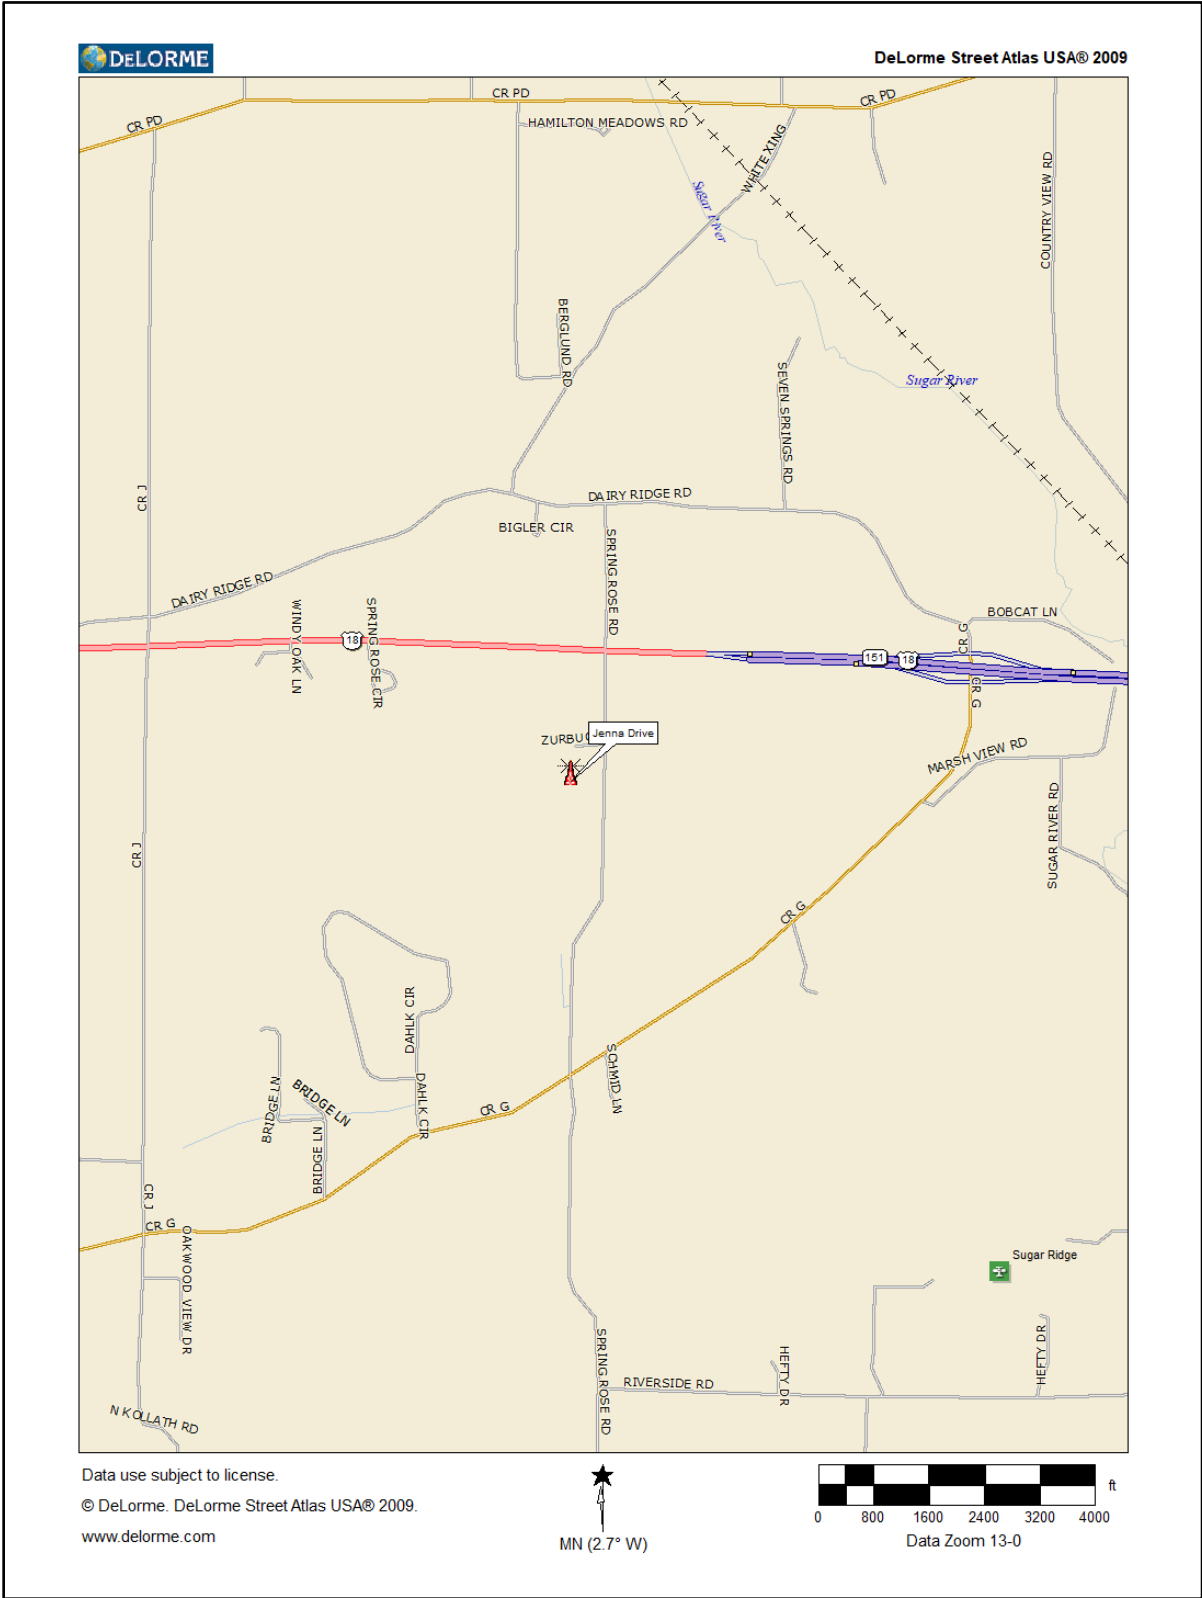 DELORME
DeLorme Street Atlas USA® 2009
CR PD
CR PD
CR PD
HAMILTON MEADOWS RD
WHITE XING
COUNTRY VIEW RD
Sugar River
BERGLUND RD
SEVEN SPRINGS RD
Sugar River
CR J
DAIRY RIDGE RD
BIGLER CIR
SPRING ROSE RD
DAIRY RIDGE RD
WINDY OAK LN
SPRING ROSE CIR
BOBCAT LN
CR G
18
151
18
CR G
ZURBUC
Jenna Drive
MARSH VIEW RD
SUGAR RIVER RD
CR J
CR G
DAHLK CIR
SCHMID LN
BRIDGE LN
BRIDGE LN
DAHLK CIR
CR G
BRIDGE LN
CR J
CR G
OAKWOOD VIEW DR
Sugar Ridge
SPRING ROSE RD
HEFTY DR
HEFTY DR
RIVERSIDE RD
N KOLLATH RD
Data use subject to license.
© DeLorme. DeLorme Street Atlas USA® 2009.
www.delorme.com
MN (2.7° W)
ft
0 800 1600 2400 3200 4000
Data Zoom 13-0